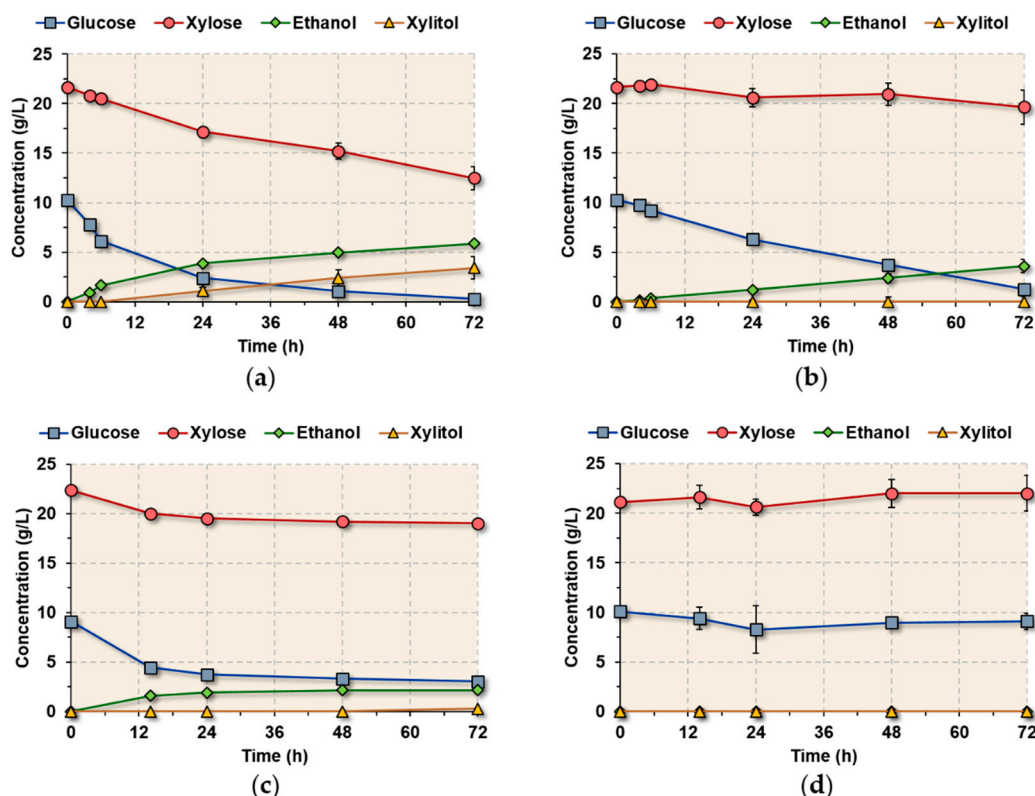 Glucose Xylose Ethanol Xylitol
25
20
15
10
5
0
Concentration (g/L)
0 12 24 36 48 60 72
Time (h)
(a)
Glucose Xylose Ethanol Xylitol
25
20
15
10
5
0
Concentration (g/L)
0 12 24 36 48 60 72
Time (h)
(b)
Glucose Xylose Ethanol Xylitol
25
20
15
10
5
0
Concentration (g/L)
0 12 24 36 48 60 72
Time (h)
(c)
Glucose Xylose Ethanol Xylitol
25
20
15
10
5
0
Concentration (g/L)
0 12 24 36 48 60 72
Time (h)
(d)